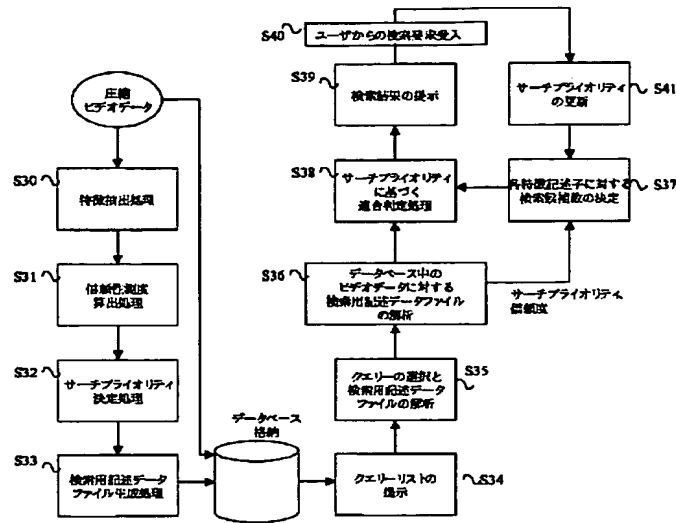 圧縮
ビデオデータ
S30
特徴抽出処理
S31
信頼性測度
算出処理
S32
サーチプライオリティ
決定処理
S33
検索用記述データ
ファイル生成処理
データベース
格納
S34
クエリーリストの
提示
S35
クエリーの選択と
検索用記述データ
ファイルの解析
S36
データベース中の
ビデオデータに対する
検索用記述データファイル
の解析
サーチプライオリティ、
信頼度
S37
各特徴記述子に対する
検索候補数の決定
S38
サーチプライオリティ
に基づく
適合判定処理
S39
検索結果の提示
S40
ユーザからの検索要求受入
S41
サーチプライオリティ
の更新